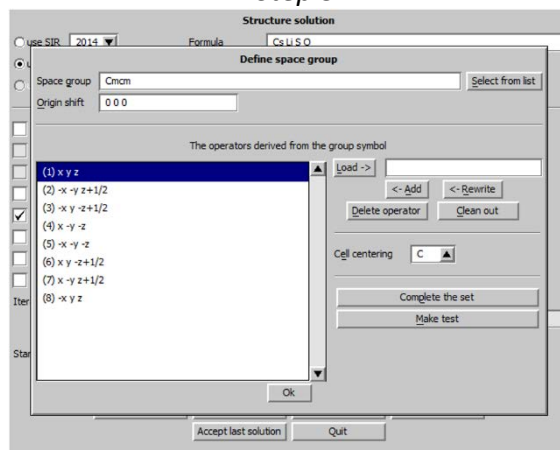 Structure solution
use SIR 2014 Formula Cs Li S O
Define space group
Space group Cmcm Select from list
Origin shift 0 0 0
The operators derived from the group symbol
(1) x y z
(2) -x -y z+1/2
(3) -x y -z+1/2
(4) x -y -z
(5) -x -y -z
(6) x y -z+1/2
(7) x -y z+1/2
(8) -x y z
Load ->
<- Add <- Rewrite
Delete operator Clean out
Cell centering C
Complete the set
Make test
Iter
Star
Ok
Accept last solution Quit